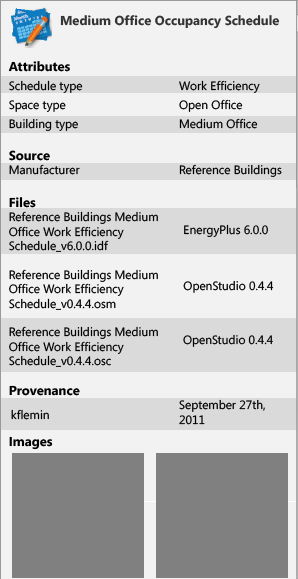 Medium Office Occupancy Schedule
Attributes
Schedule type Work Efficiency
Space type Open Office
Building type Medium Office
Source
Manufacturer Reference Buildings
Files
Reference Buildings Medium
Office Work Efficiency EnergyPlus 6.0.0
Schedule_v6.0.0.idf
Reference Buildings Medium
Office Work Efficiency OpenStudio 0.4.4
Schedule_v0.4.4.osm
Reference Buildings Medium
Office Work Efficiency OpenStudio 0.4.4
Schedule_v0.4.4.osc
Provenance
kflemin September 27th,
2011
Images